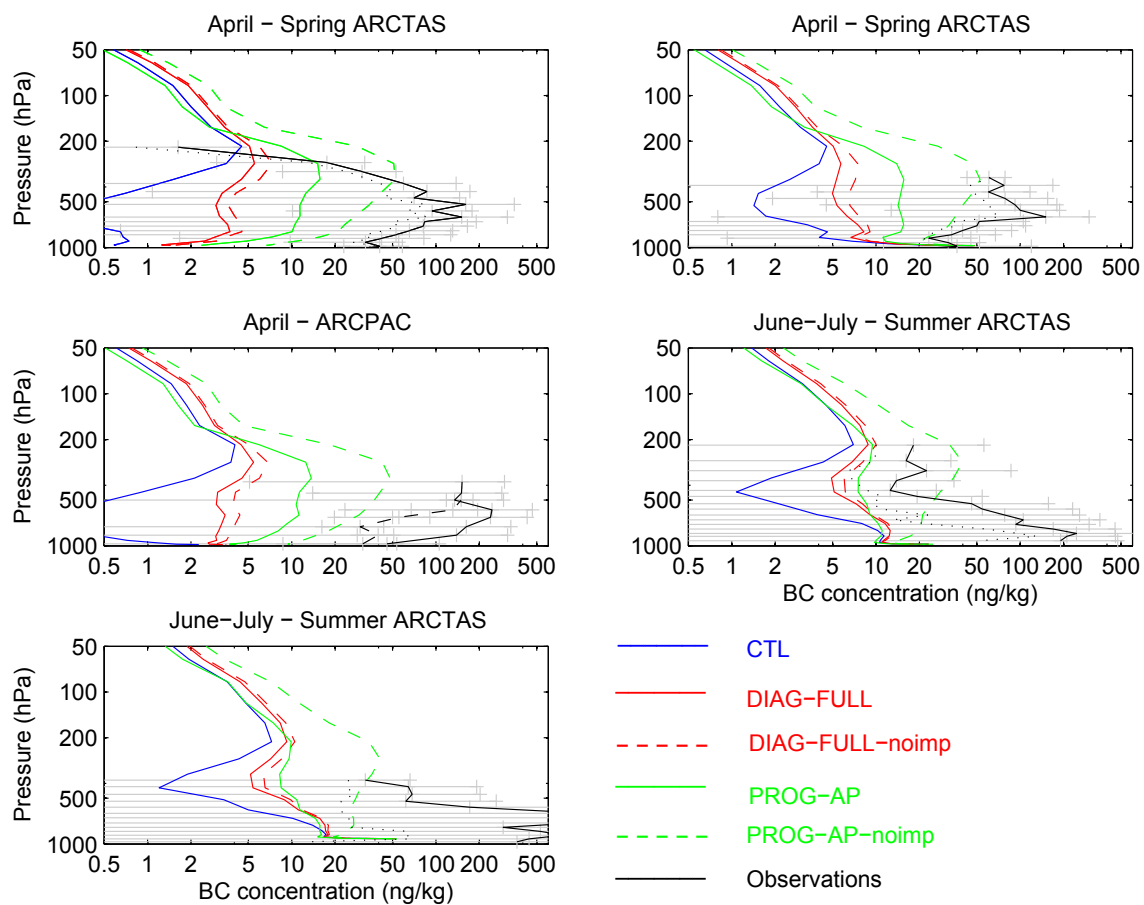 April − Spring ARCTAS
April − Spring ARCTAS
50
100
200
500
1000
Pressure (hPa)
0.5 1 2 5 10 20 50 100 500
50
100
200
500
1000
0.5 1 2 5 10 20 50 100 120 500
April − ARCPAC
June−July − Summer ARCTAS
50
100
200
500
1000
Pressure (hPa)
0.5 1 2 5 10 20 50 100 500
50
100
200
500
1000
0.5 1 2 5 10 20 50 100 500
BC concentration (ng/kg)
June−July − Summer ARCTAS
50
100
200
500
1000
Pressure (hPa)
0.5 1 2 5 10 20 50 100 500
BC concentration (ng/kg)
CTL
DIAG−FULL
DIAG−FULL−noimp
PROG−AP
PROG−AP−noimp
Observations